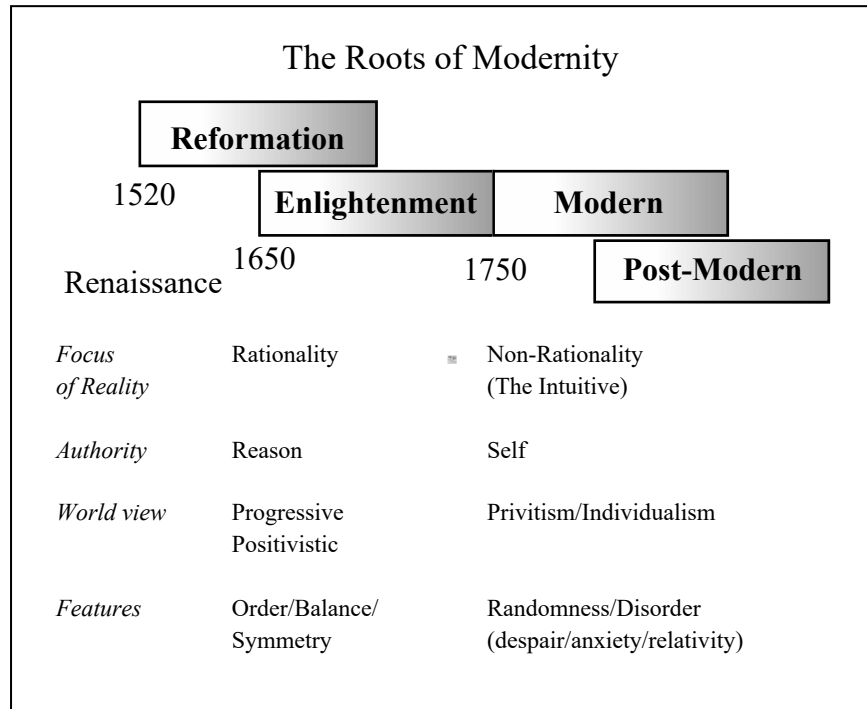 The Roots of Modernity
Reformation
1520
Enlightenment Modern
1650 1750
Post-Modern
Renaissance
Focus Rationality Non-Rationality
of Reality (The Intuitive)
Authority Reason Self
World view Progressive Privitism/Individualism
Positivistic
Features Order/Balance/ Randomness/Disorder
Symmetry (despair/anxiety/relativity)